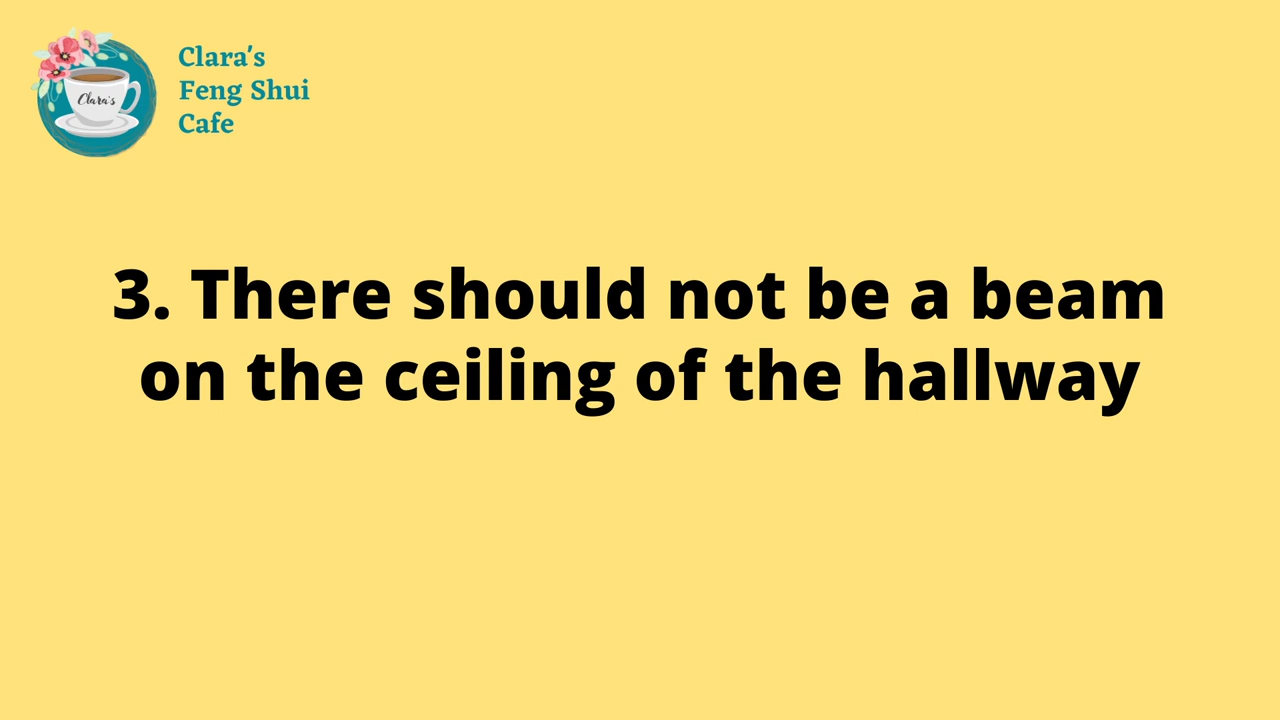 Clara's
Feng Shui
Cafe
Clara's
3. There should not be a beam
on the ceiling of the hallway